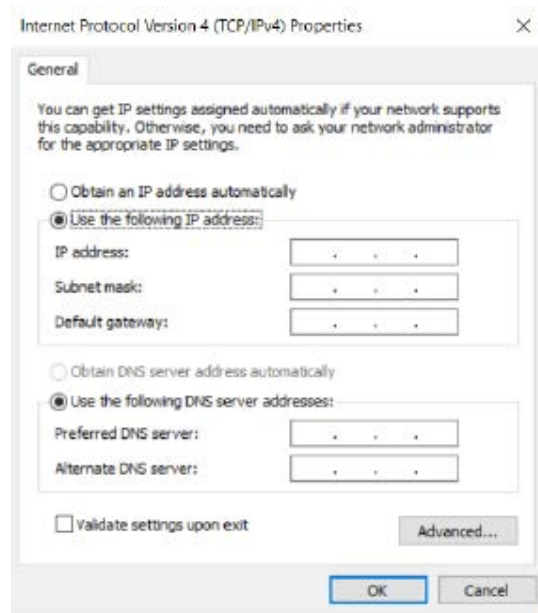 Internet Protocol Version 4 (TCP/IPv4) Properties
General
You can get IP settings assigned automatically if your network supports
this capability. Otherwise, you need to ask your network administrator
for the appropriate IP settings.
Obtain an IP address automatically
Use the following IP address:
IP address:
Subnet mask:
Default gateway:
Obtain DNS server address automatically
Use the following DNS server addresses:
Preferred DNS server:
Alternate DNS server:
Validate settings upon exit
Advanced...
OK Cancel